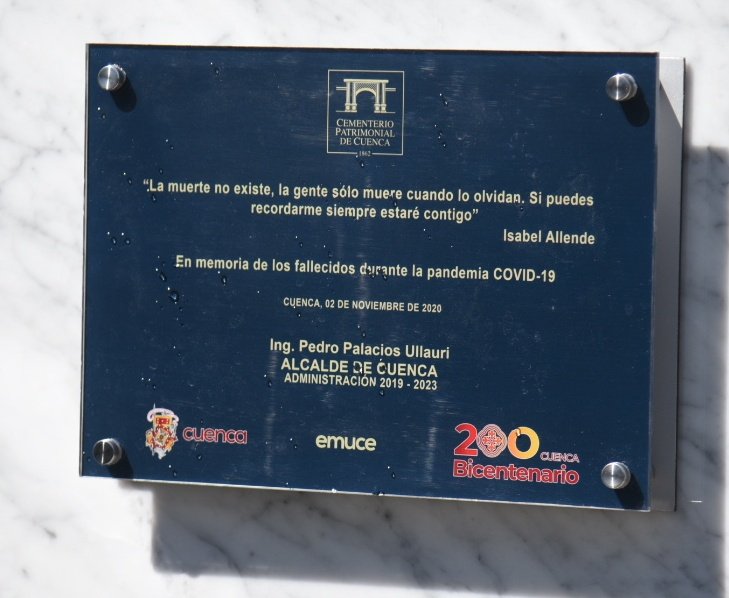 CEMENTERIO
PATRIMONIAL
DE CUENCA
1862
“La muerte no existe, la gente sólo muere cuando lo olvidan. Si puedes
recordarme siempre estaré contigo”
Isabel Allende
En memoria de los fallecidos durante la pandemia COVID-19
CUENCA, 02 DE NOVIEMBRE DE 2020
Ing. Pedro Palacios Ullauri
ALCALDE DE CUENCA
ADMINISTRACIÓN 2019 - 2023
cuenca
emuce
200 CUENCA
Bicentenario